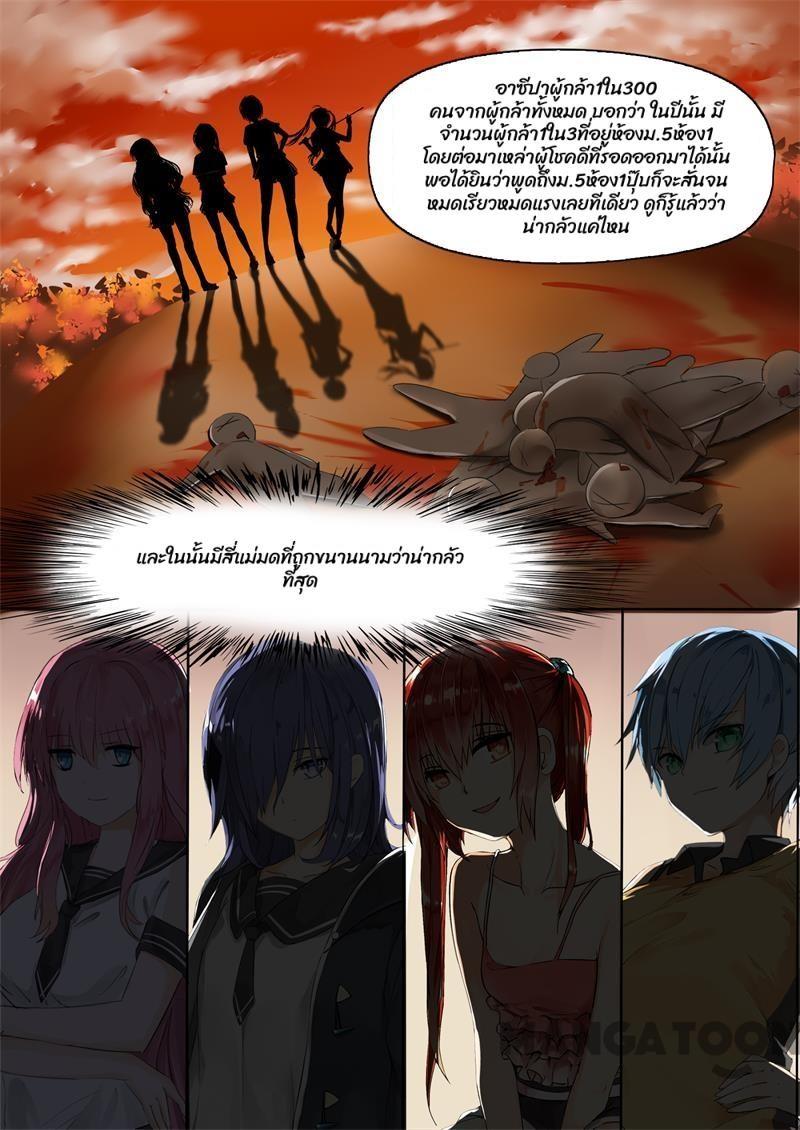 อาซีปาผู้กล้า1ใน300
คนจากผู้กล้าทั้งหมด บอกว่า ในปีนั้น มี
จำนวนผู้กล้า1ใน3ที่อยู่ห้องม.5ห้อง1
โดยต่อมาเหล่าผู้โชคดีที่รอดออกมาได้นั้น
พอได้ยินว่าพูดถึงม.5ห้อง1ปุ๊บก็จะสั่นจน
หมดเรี่ยวหมดแรงเลยทีเดียว ดูก็รู้แล้วว่า
น่ากลัวแค่ไหน
และในนั้นมีสี่แม่มดที่ถูกขนานนามว่าน่ากลัว
ที่สุด
MANGA TOON